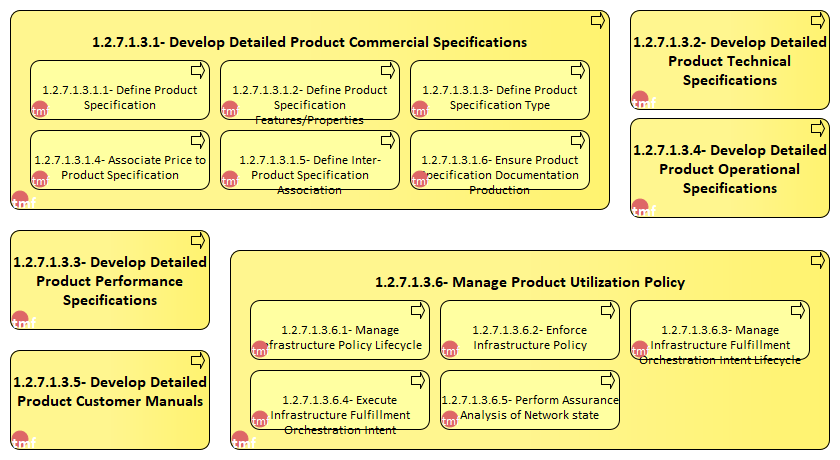 1.2.7.1.3.1- Develop Detailed Product Commercial Specifications
1.2.7.1.3.1.1- Define Product
Specification
tmf
1.2.7.1.3.1.2- Define Product
Specification
Features/Properties
tmf
1.2.7.1.3.1.3- Define Product
Specification Type
tmf
1.2.7.1.3.1.4- Associate Price to
Product Specification
tmf
1.2.7.1.3.1.5- Define Inter-
Product Specification
Association
tmf
1.2.7.1.3.1.6- Ensure Product
Specification Documentation
Production
tmf
tmf
1.2.7.1.3.2- Develop Detailed
Product Technical
Specifications
tmf
1.2.7.1.3.4- Develop Detailed
Product Operational
Specifications
tmf
1.2.7.1.3.3- Develop Detailed
Product Performance
Specifications
tmf
1.2.7.1.3.5- Develop Detailed
Product Customer Manuals
tmf
1.2.7.1.3.6- Manage Product Utilization Policy
1.2.7.1.3.6.1- Manage
Infrastructure Policy Lifecycle
tmf
1.2.7.1.3.6.2- Enforce
Infrastructure Policy
tmf
1.2.7.1.3.6.3- Manage
Infrastructure Fulfillment
Orchestration Intent Lifecycle
tmf
1.2.7.1.3.6.4- Execute
Infrastructure Fulfillment
Orchestration Intent
tmf
1.2.7.1.3.6.5- Perform Assurance
Analysis of Network state
tmf
tmf